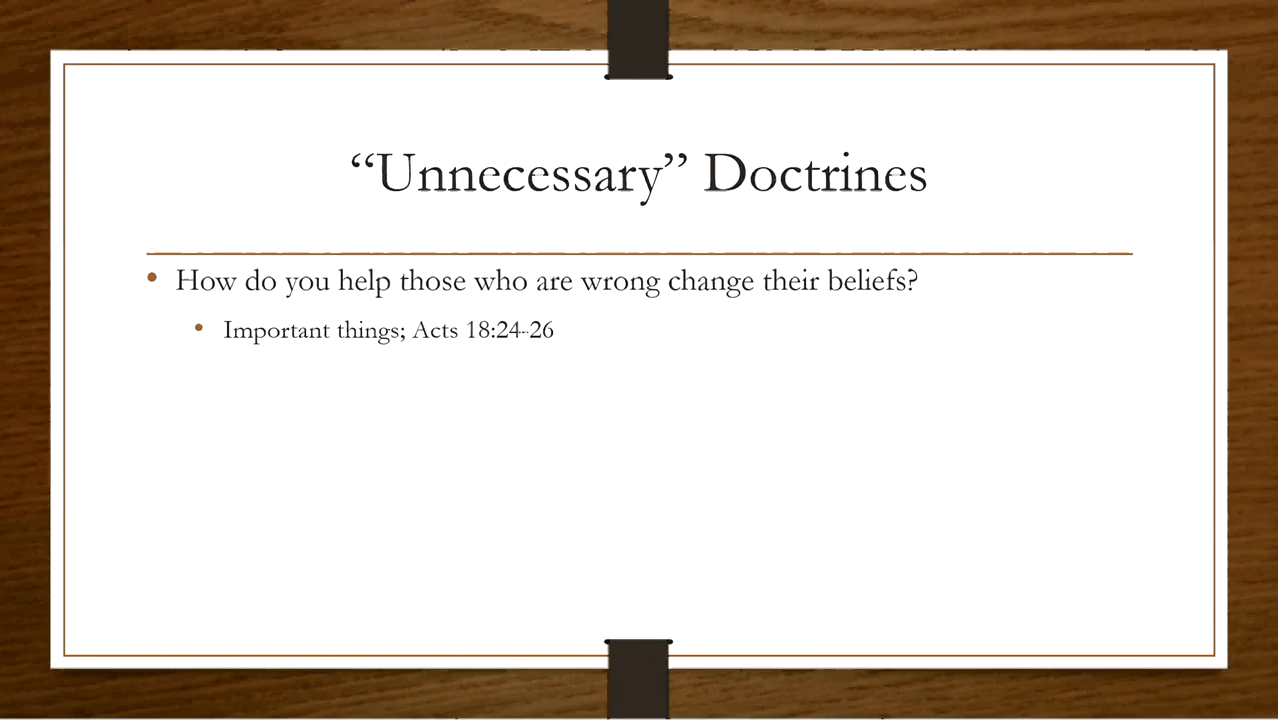 “Unnecessary” Doctrines
• How do you help those who are wrong change their beliefs?
• Important things; Acts 18:24-26